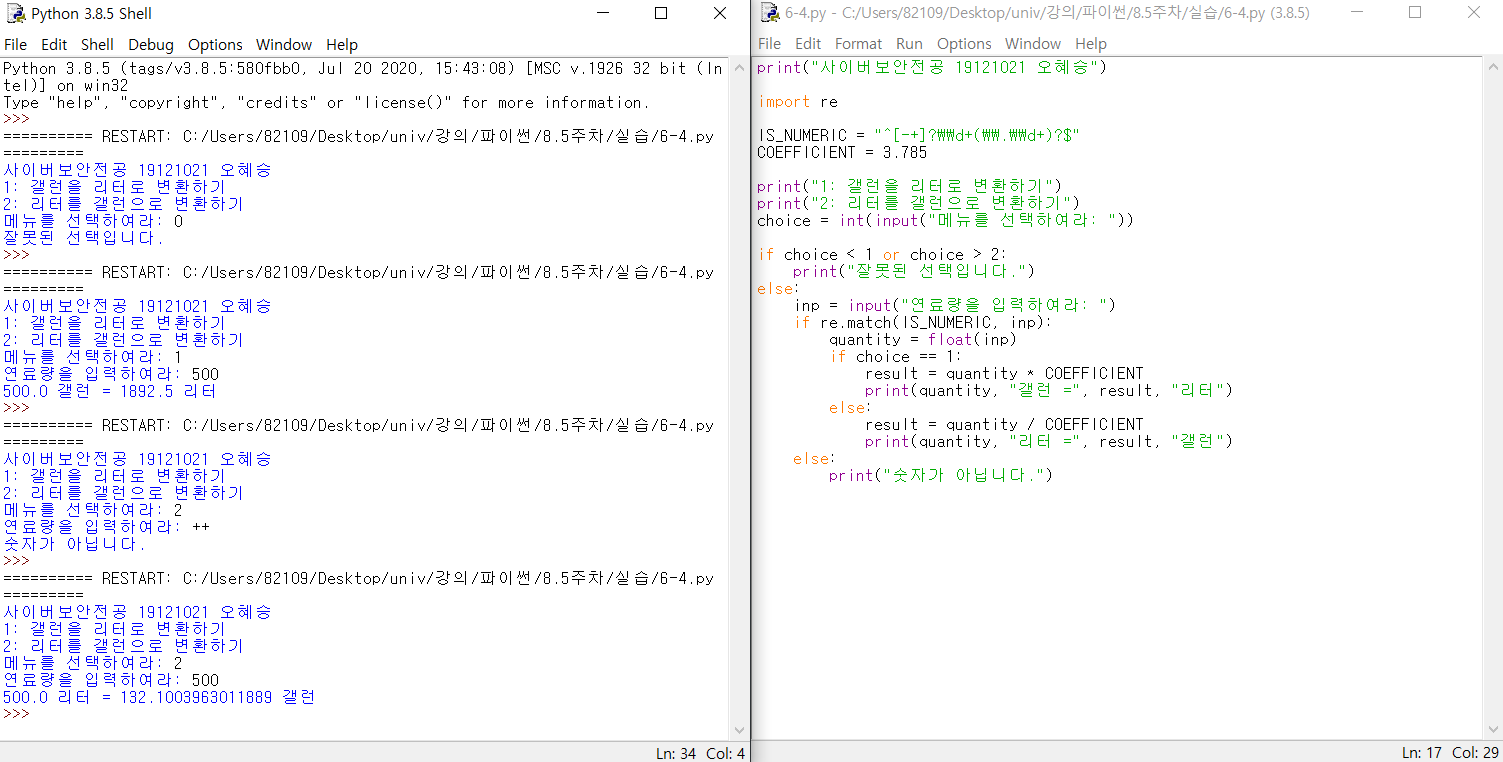 Python 3.8.5 Shell
File Edit Shell Debug Options Window Help
Python 3.8.5 (tags/v3.8.5:580fbb0, Jul 20 2020, 15:43:08) [MSC v.1926 32 bit (In
tel)] on win32
Type "help", "copyright", "credits" or "license()" for more information.
>>>
========== RESTART: C:/Users/82109/Desktop/univ/강의/파이썬/8.5주차/실습/6-4.py
=========
사이버보안전공 19121021 오혜승
1: 갤런을 리터로 변환하기
2: 리터를 갤런으로 변환하기
메뉴를 선택하여라: 0
잘못된 선택입니다.
>>>
========== RESTART: C:/Users/82109/Desktop/univ/강의/파이썬/8.5주차/실습/6-4.py
=========
사이버보안전공 19121021 오혜승
1: 갤런을 리터로 변환하기
2: 리터를 갤런으로 변환하기
메뉴를 선택하여라: 1
연료량을 입력하여라: 500
500.0 갤런 = 1892.5 리터
>>>
========== RESTART: C:/Users/82109/Desktop/univ/강의/파이썬/8.5주차/실습/6-4.py
=========
사이버보안전공 19121021 오혜승
1: 갤런을 리터로 변환하기
2: 리터를 갤런으로 변환하기
메뉴를 선택하여라: 2
연료량을 입력하여라: ++
숫자가 아닙니다.
>>>
========== RESTART: C:/Users/82109/Desktop/univ/강의/파이썬/8.5주차/실습/6-4.py
=========
사이버보안전공 19121021 오혜승
1: 갤런을 리터로 변환하기
2: 리터를 갤런으로 변환하기
메뉴를 선택하여라: 2
연료량을 입력하여라: 500
500.0 리터 = 132.1003963011889 갤런
>>>
Ln: 34 Col: 4
6-4.py - C:/Users/82109/Desktop/univ/강의/파이썬/8.5주차/실습/6-4.py (3.8.5)
File Edit Format Run Options Window Help
print("사이버보안전공 19121021 오혜승")
import re
IS_NUMERIC = "^[-+]?₩₩d+(₩₩.₩₩d+)?$"
COEFFICIENT = 3.785
print("1: 갤런을 리터로 변환하기")
print("2: 리터를 갤런으로 변환하기")
choice = int(input("메뉴를 선택하여라: "))
if choice < 1 or choice > 2:
    print("잘못된 선택입니다.")
else:
    inp = input("연료량을 입력하여라: ")
    if re.match(IS_NUMERIC, inp):
        quantity = float(inp)
        if choice == 1:
            result = quantity * COEFFICIENT
            print(quantity, "갤런 =", result, "리터")
        else:
            result = quantity / COEFFICIENT
            print(quantity, "리터 =", result, "갤런")
    else:
        print("숫자가 아닙니다.")
Ln: 17 Col: 29